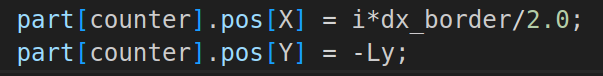 part[counter].pos[X] = i*dx_border/2.0;
part[counter].pos[Y] = -Ly;